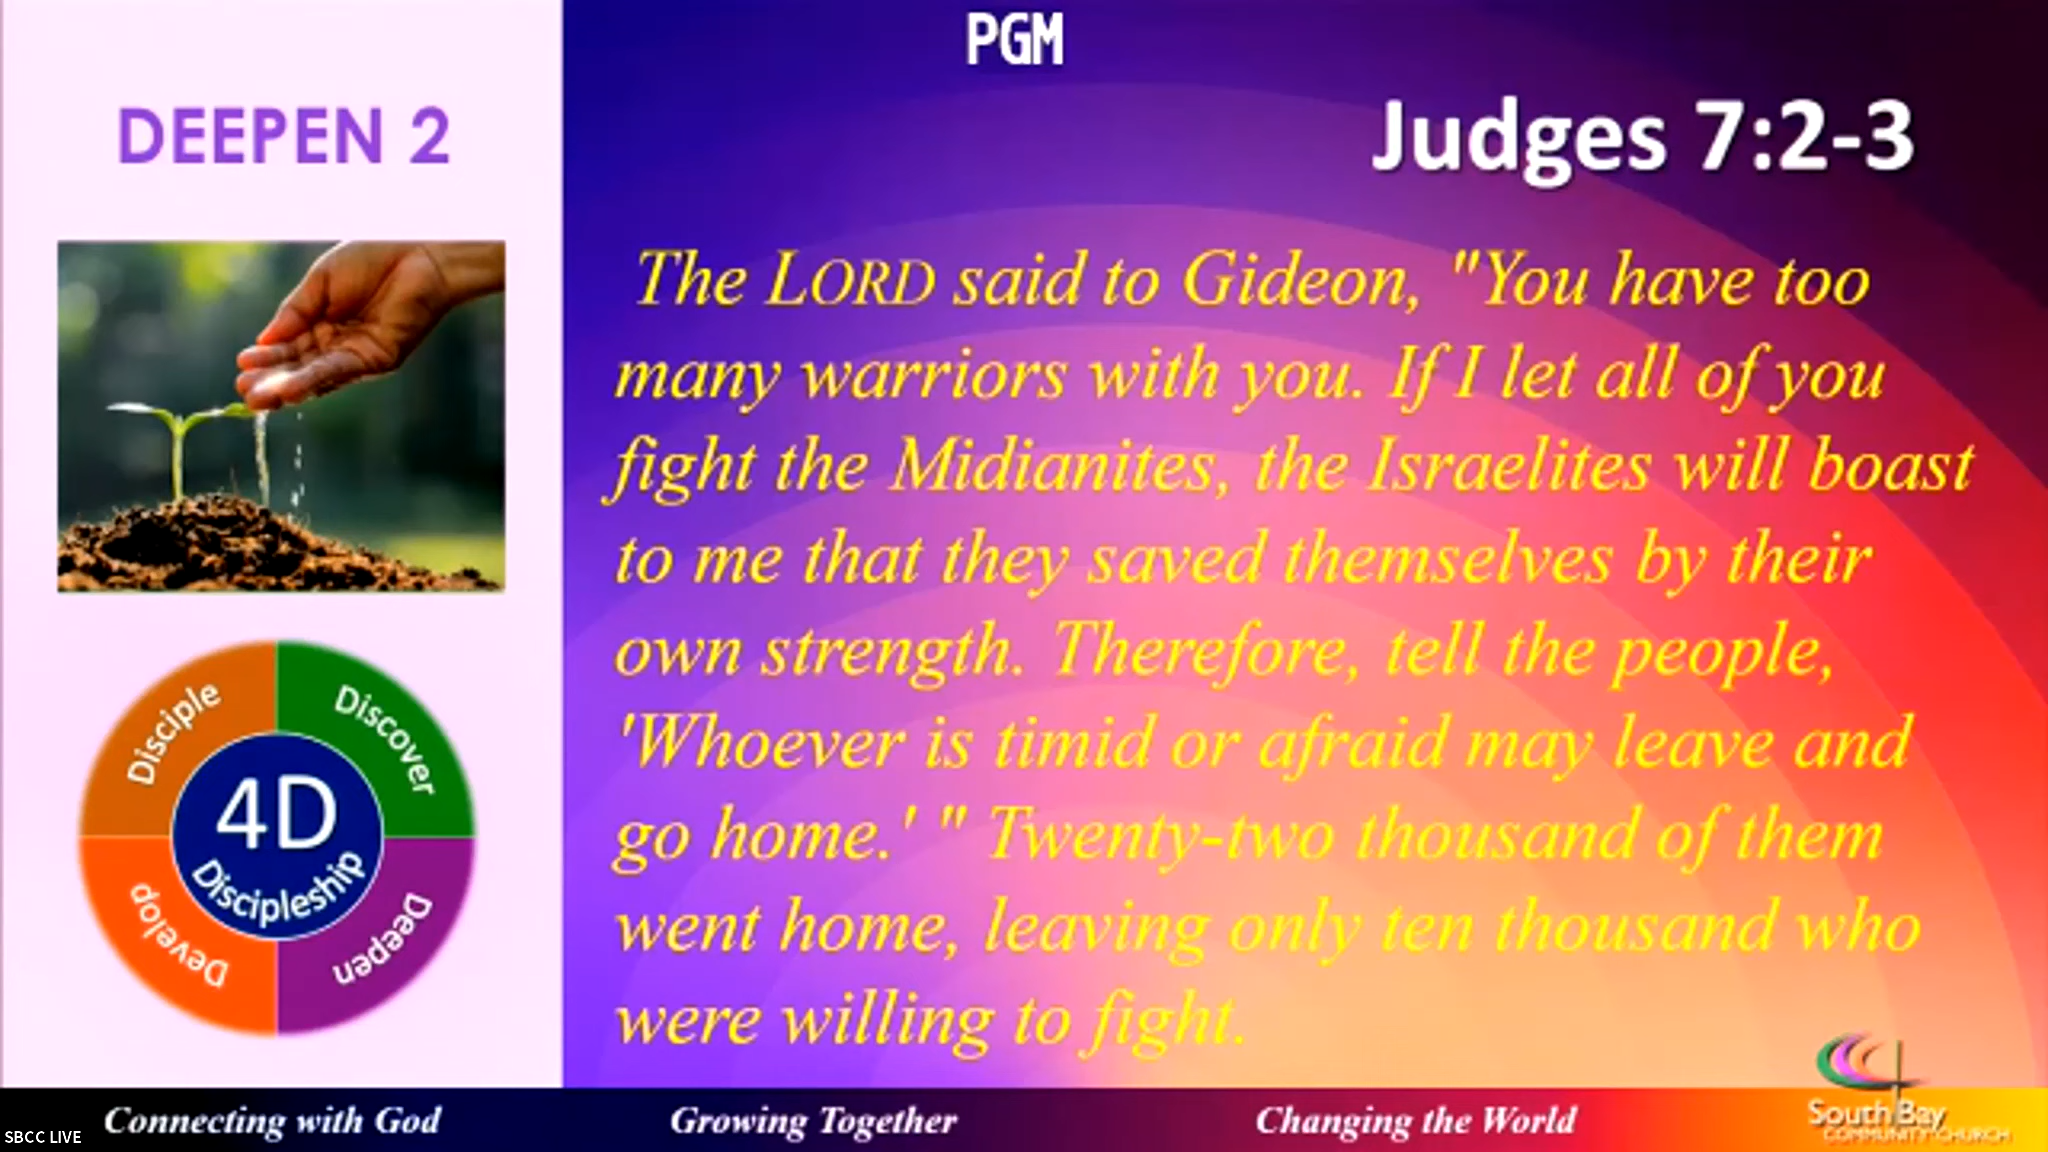 PGM
DEEPEN 2
Judges 7:2-3
The LORD said to Gideon, "You have too
many warriors with you. If I let all of you
fight the Midianites, the Israelites will boast
to me that they saved themselves by their
own strength. Therefore, tell the people,
'Whoever is timid or afraid may leave and
go home.' " Twenty-two thousand of them
went home, leaving only ten thousand who
were willing to fight.
Disciple
Discover
4D
Discipleship
Develop
Deepen
Connecting with God
Growing Together
Changing the World
South Bay
COMMUNITY CHURCH
SBCC LIVE